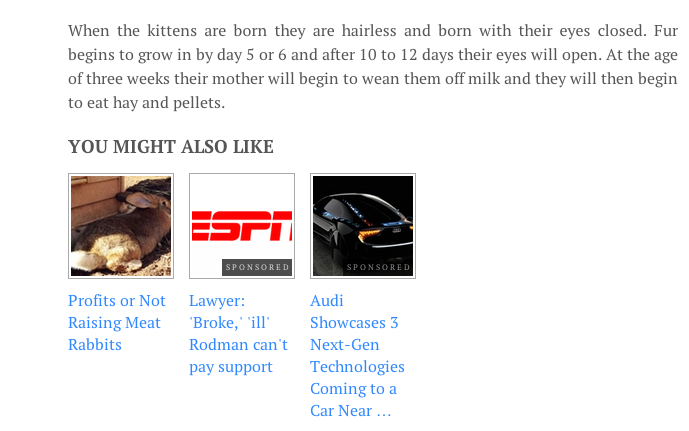 When the kittens are born they are hairless and born with their eyes closed. Fur
begins to grow in by day 5 or 6 and after 10 to 12 days their eyes will open. At the age
of three weeks their mother will begin to wean them off milk and they will then begin
to eat hay and pellets.
YOU MIGHT ALSO LIKE
ESPN
SPONSORED
SPONSORED
Profits or Not
Raising Meat
Rabbits
Lawyer:
'Broke,' 'ill'
Rodman can't
pay support
Audi
Showcases 3
Next-Gen
Technologies
Coming to a
Car Near …